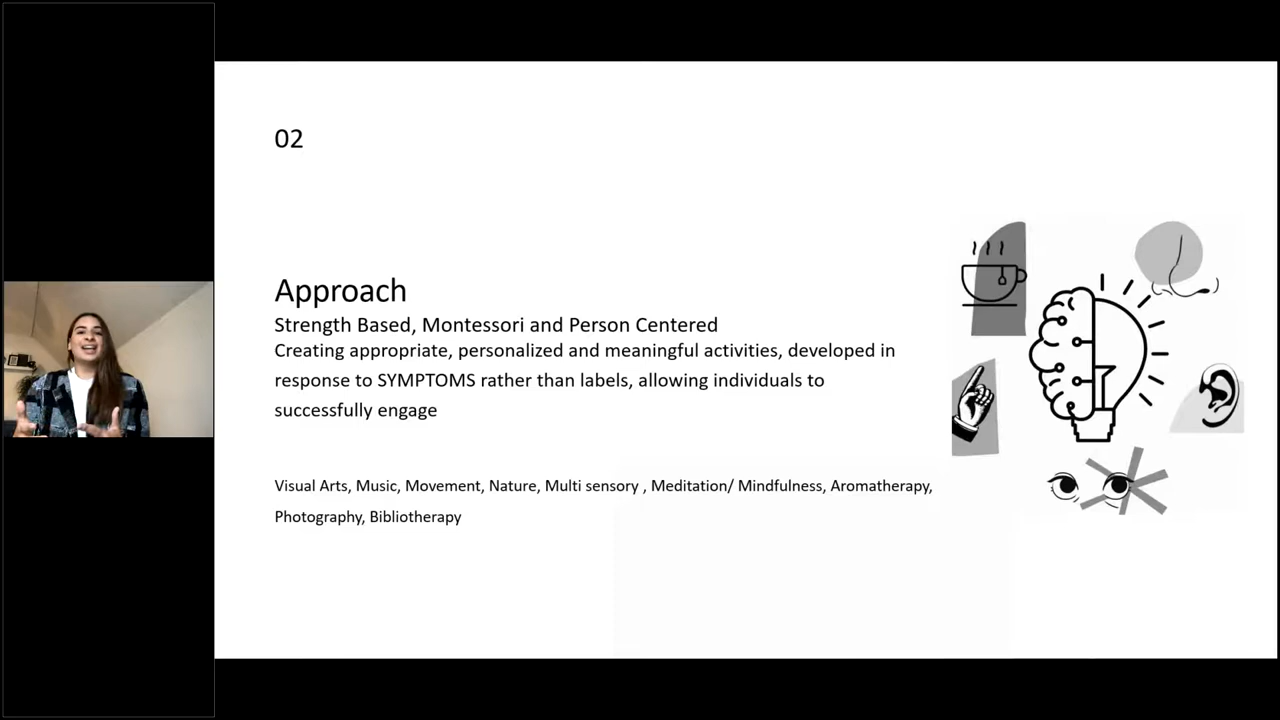 02
Approach
Strength Based, Montessori and Person Centered
Creating appropriate, personalized and meaningful activities, developed in
response to SYMPTOMS rather than labels, allowing individuals to
successfully engage
Visual Arts, Music, Movement, Nature, Multi sensory , Meditation/ Mindfulness, Aromatherapy,
Photography, Bibliotherapy